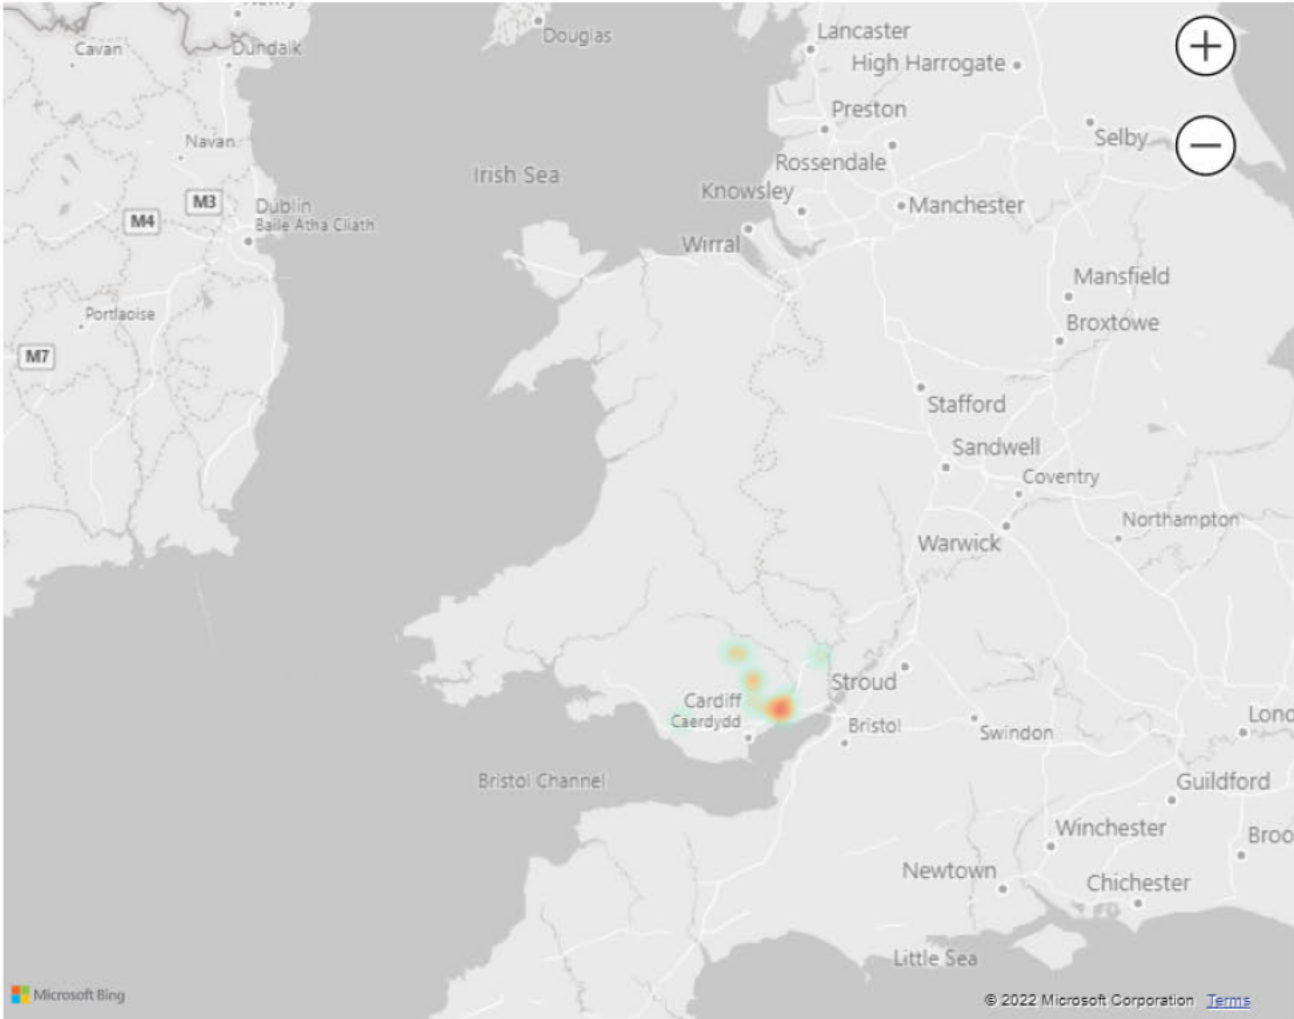 Cavan
Dundalk
Douglas
Lancaster
High Harrogate
Preston
Selby
Navan
Rossendale
Irish Sea
Knowsley
M3
Dublin
Baile Atha Cliath
M4
Manchester
Wirral
Mansfield
Portlaoise
Broxtowe
M7
Stafford
Sandwell
Coventry
Northampton
Warwick
Stroud
Cardiff
Caerdydd
Bristol
Swindon
Lond
Bristol Channel
Guildford
Winchester
Broo
Newtown
Chichester
Little Sea
Microsoft Bing
© 2022 Microsoft Corporation Terms